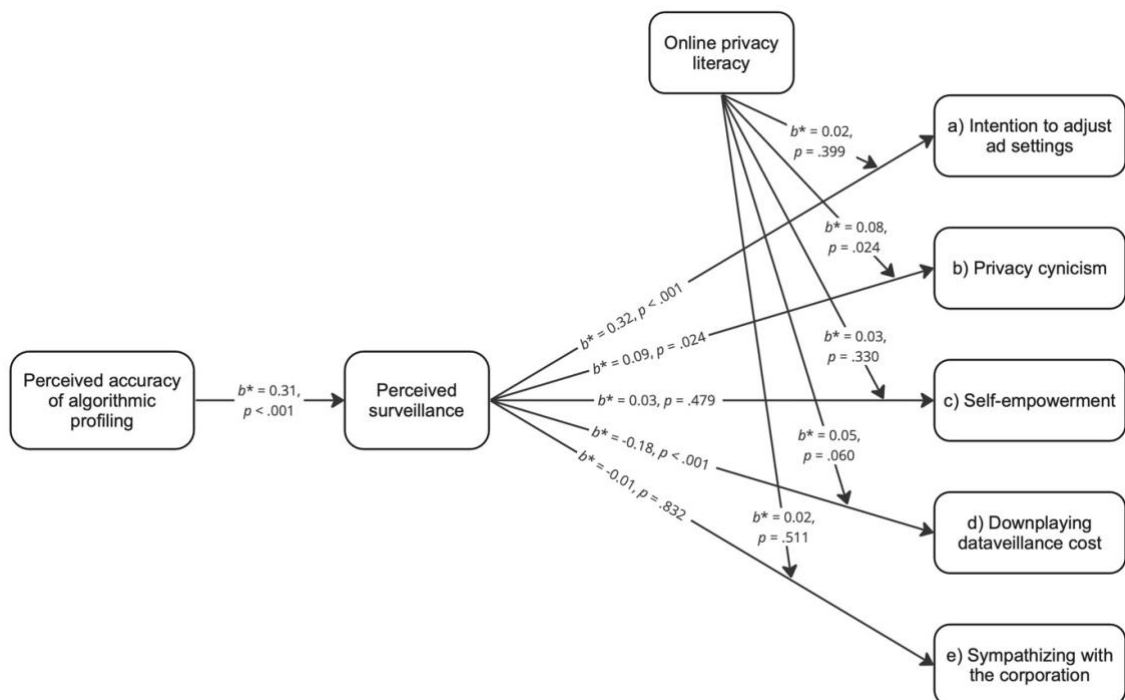 Online privacy
literacy
a) Intention to adjust
ad settings
b* = 0.02,
p = .399
b) Privacy cynicism
b* = 0.08,
p = .024
b* = 0.32, p < .001
b* = 0.09, p = .024
b* = 0.03,
p = .330
Perceived accuracy
of algorithmic
profiling
b* = 0.31,
p < .001
Perceived
surveillance
b* = 0.03, p = .479
c) Self-empowerment
b* = -0.18, p < .001
b* = 0.05,
p = .060
b* = -0.01, p = .832
b* = 0.02,
p = .511
d) Downplaying
dataveillance cost
e) Sympathizing with
the corporation